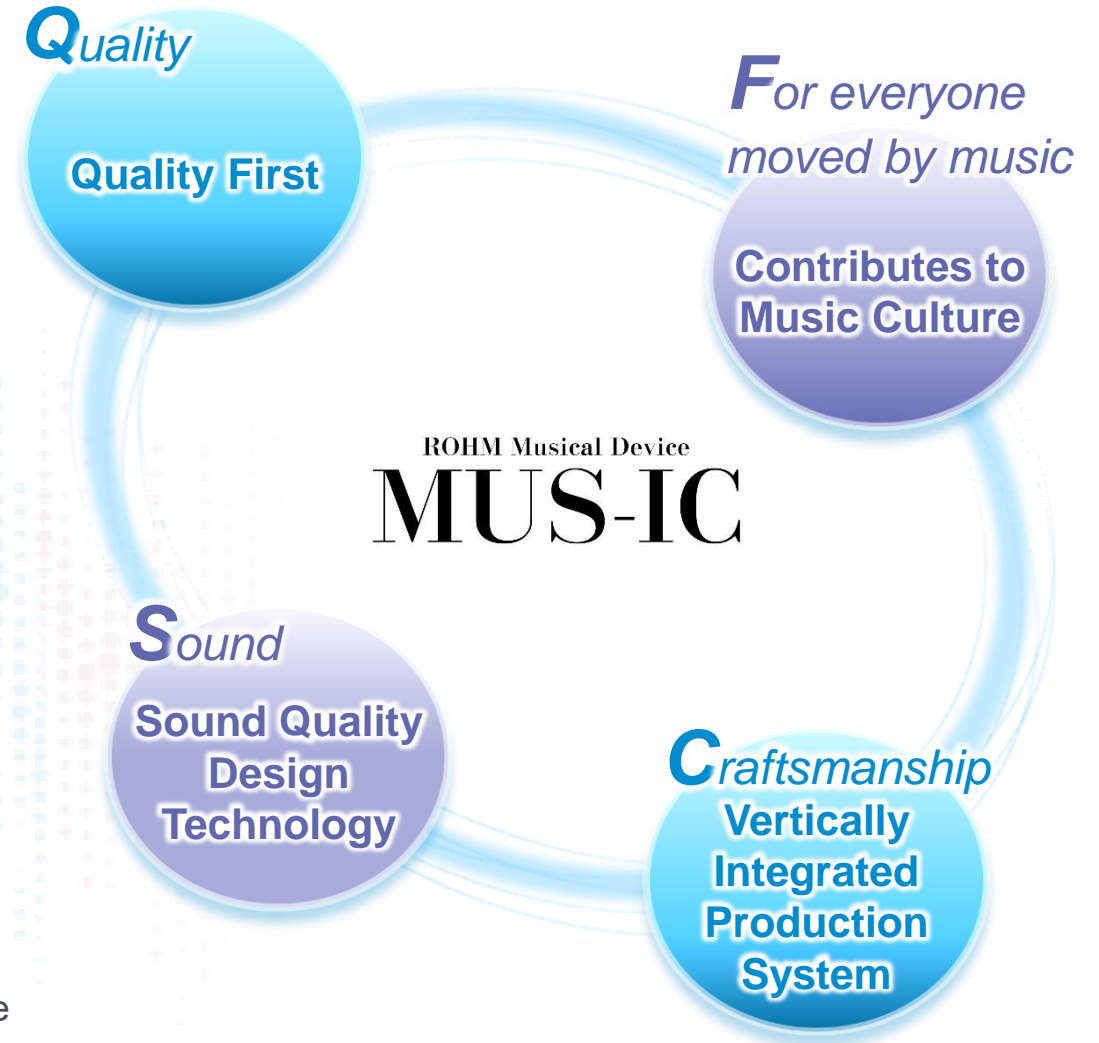 Quality
Quality First
For everyone
moved by music
Contributes to
Music Culture
ROHM Musical Device
MUS-IC
Sound
Sound Quality
Design
Technology
Craftsmanship
Vertically
Integrated
Production
System
e